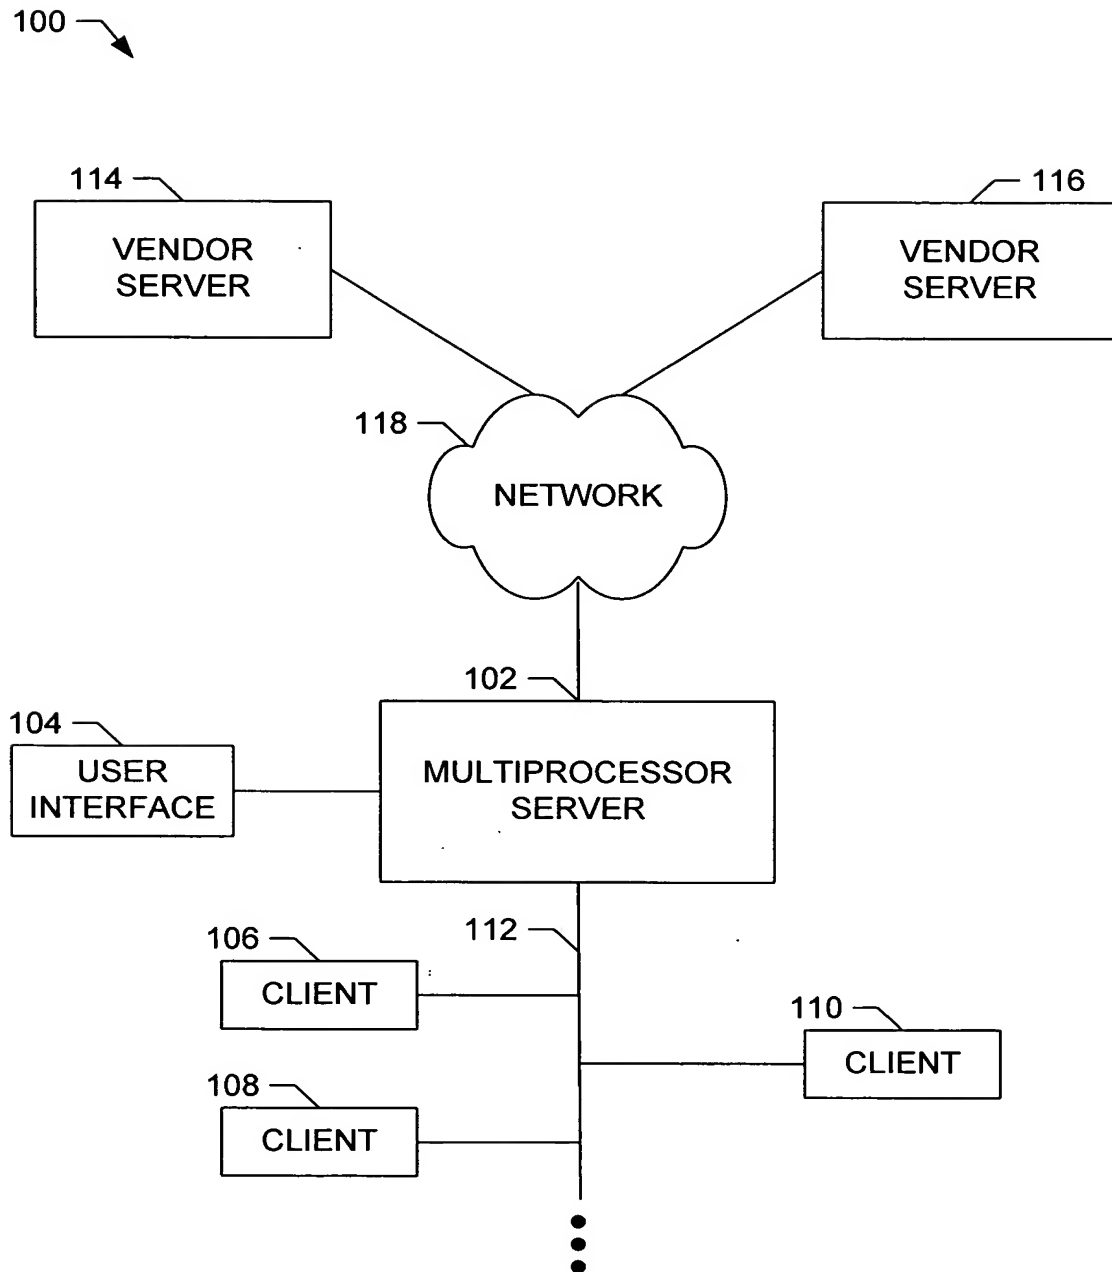 100
114
116
VENDOR
SERVER
VENDOR
SERVER
118
NETWORK
102
104
USER
INTERFACE
MULTIPROCESSOR
SERVER
106
112
CLIENT
110
CLIENT
108
CLIENT